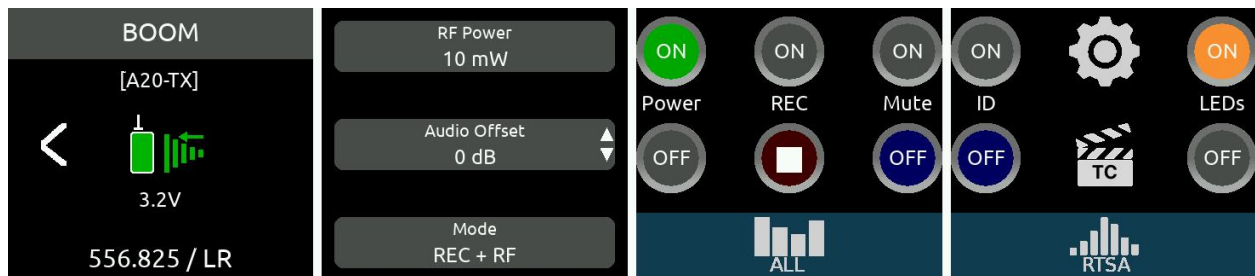 BOOM
[A20-TX]
3.2V
556.825 / LR
RF Power
10 mW
Audio Offset
0 dB
Mode
REC + RF
ON ON ON
Power REC Mute
OFF OFF
ALL
ON ON
ID LEDs
OFF TC OFF
RTSA